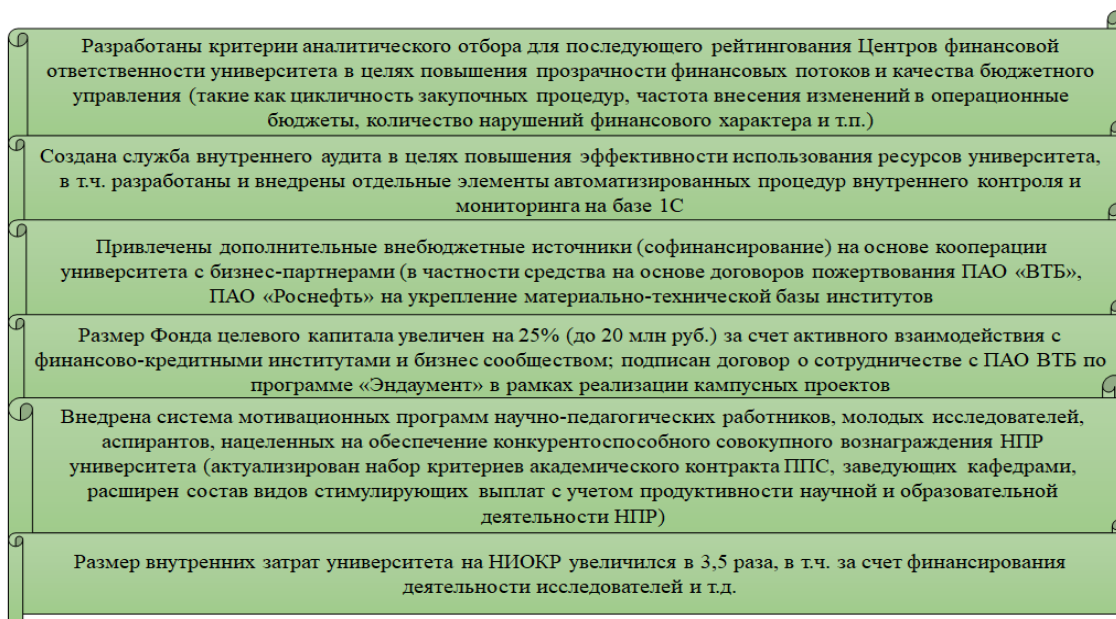 Разработаны критерии аналитического отбора для последующего рейтингования Центров финансовой
ответственности университета в целях повышения прозрачности финансовых потоков и качества бюджетного
управления (такие как цикличность закупочных процедур, частота внесения изменений в операционные
бюджеты, количество нарушений финансового характера и т.п.)
Создана служба внутреннего аудита в целях повышения эффективности использования ресурсов университета,
в т.ч. разработаны и внедрены отдельные элементы автоматизированных процедур внутреннего контроля и
мониторинга на базе 1С
Привлечены дополнительные внебюджетные источники (софинансирование) на основе кооперации
университета с бизнес-партнерами (в частности средства на основе договоров пожертвования ПАО «ВТБ»,
ПАО «Роснефть» на укрепление материально-технической базы институтов
Размер Фонда целевого капитала увеличен на 25% (до 20 млн руб.) за счет активного взаимодействия с
финансово-кредитными институтами и бизнес сообществом; подписан договор о сотрудничестве с ПАО ВТБ по
программе «Эндаумент» в рамках реализации кампусных проектов
Внедрена система мотивационных программ научно-педагогических работников, молодых исследователей,
аспирантов, нацеленных на обеспечение конкурентоспособного совокупного вознаграждения НПР
университета (актуализирован набор критериев академического контракта ППС, заведующих кафедрами,
расширен состав видов стимулирующих выплат с учетом продуктивности научной и образовательной
деятельности НПР)
Размер внутренних затрат университета на НИОКР увеличился в 3,5 раза, в т.ч. за счет финансирования
деятельности исследователей и т.д.